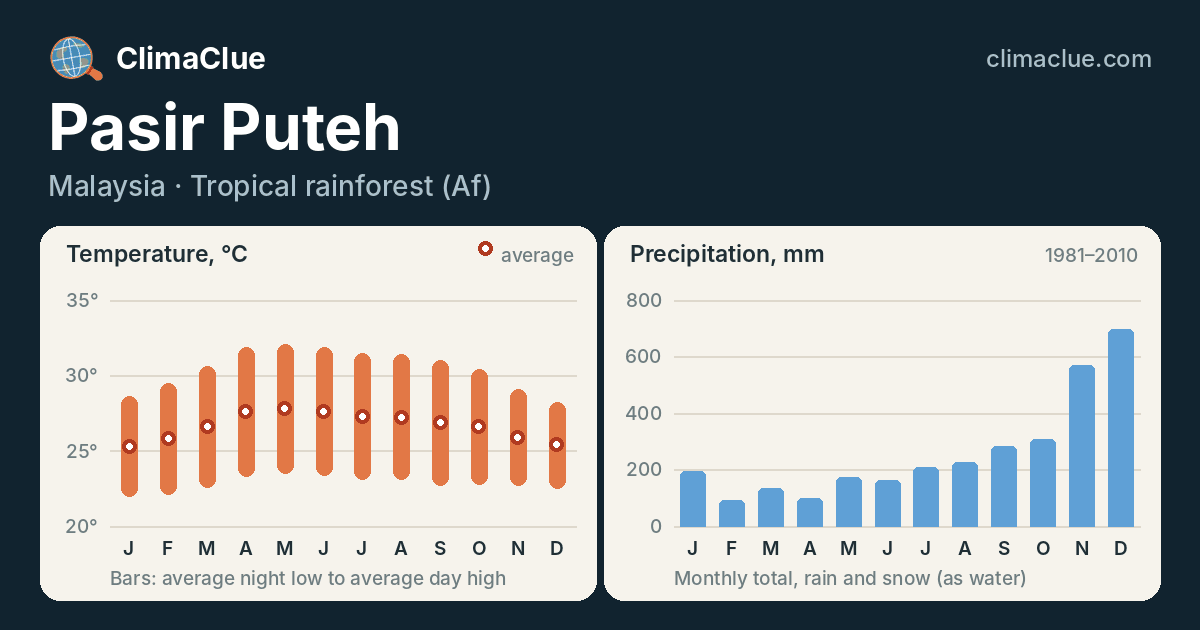 ClimaClue
climaclue.com
Pasir Puteh
Malaysia · Tropical rainforest (Af)
Temperature, °C
average
35°
30°
25°
20°
J F M A M J J A S O N D
Bars: average night low to average day high
Precipitation, mm
1981–2010
800
600
400
200
0
J F M A M J J A S O N D
Monthly total, rain and snow (as water)